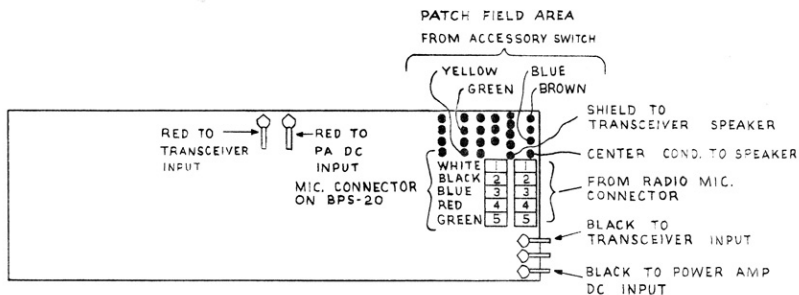 PATCH FIELD AREA
FROM ACCESSORY SWITCH
YELLOW
BLUE
GREEN
BROWN
SHIELD TO
TRANSCEIVER SPEAKER
RED TO
TRANSCEIVER
INPUT
RED TO
PA DC
INPUT
CENTER COND. TO SPEAKER
MIC. CONNECTOR
ON BPS-20
WHITE 1 1
BLACK 2 2
BLUE 3 3
RED 4 4
GREEN 5 5
FROM RADIO MIC.
CONNECTOR
BLACK TO
TRANSCEIVER INPUT
BLACK TO POWER AMP
DC INPUT